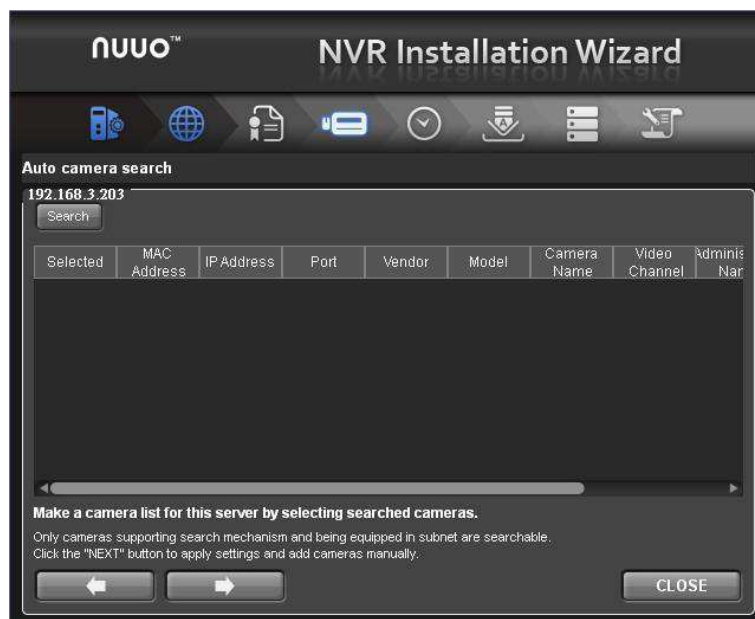 nuuo™
NVR Installation Wizard
Auto camera search
192.168.3.203
Search
Selected
MAC Address
IP Address
Port
Vendor
Model
Camera Name
Video Channel
Make a camera list for this server by selecting searched cameras.
Only cameras supporting search mechanism and being equipped in subnet are searchable.
Click the "NEXT" button to apply settings and add cameras manually.
CLOSE